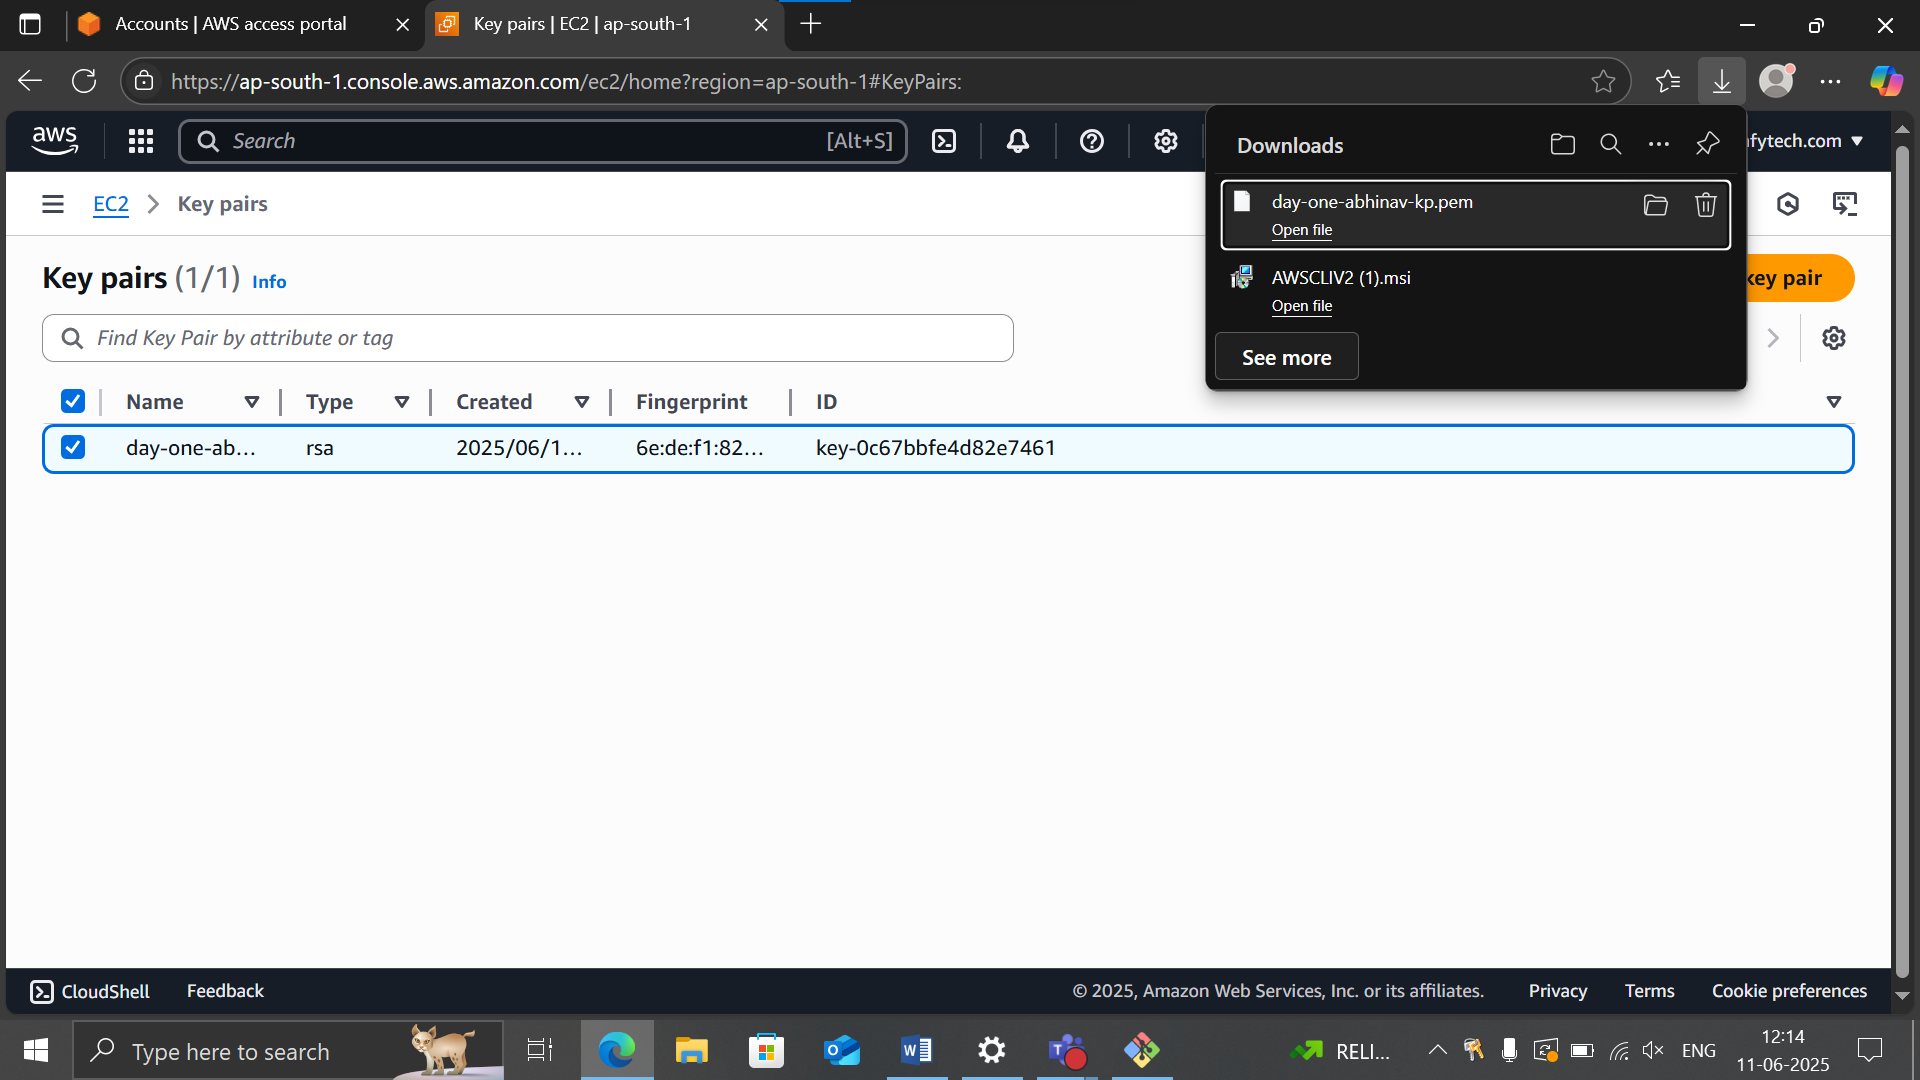 Accounts | AWS access portal
Key pairs | EC2 | ap-south-1
https://ap-south-1.console.aws.amazon.com/ec2/home?region=ap-south-1#KeyPairs:
aws
Search
[Alt+S]
fytech.com
Downloads
day-one-abhinav-kp.pem
Open file
AWSCLIV2 (1).msi
Open file
See more
EC2
Key pairs
Key pairs (1/1) Info
key pair
Find Key Pair by attribute or tag
Name Type Created Fingerprint ID
day-one-ab... rsa 2025/06/1... 6e:de:f1:82... key-0c67bbfe4d82e7461
CloudShell Feedback
© 2025, Amazon Web Services, Inc. or its affiliates. Privacy Terms Cookie preferences
Type here to search
RELI...
ENG
12:14
11-06-2025